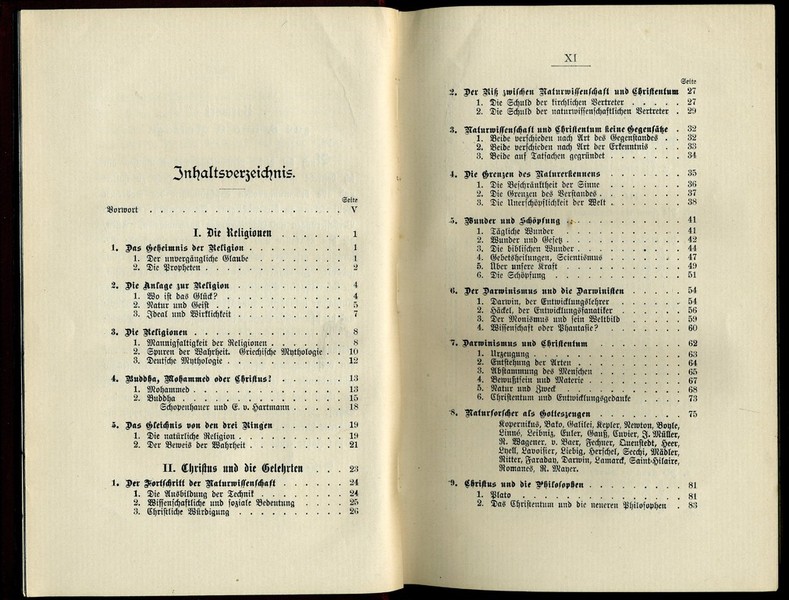 Inhaltsverzeichnis.
Seite
Vorwort . . . . . . . . . . . . . . . . . . . V
I. Die Religionen . . . . . . 1
1. Das Geheimnis der Religion . . . . . . . . . 1
1. Der unvergängliche Glaube . . . . . . . . . 1
2. Die Propheten . . . . . . . . . . . . . 2
2. Die Anlage zur Religion . . . . . . . . . . 4
1. Wo ist das Glück? . . . . . . . . . . . 4
2. Natur und Geist . . . . . . . . . . . . 5
3. Ideal und Wirklichkeit . . . . . . . . . . 7
3. Die Religionen . . . . . . . . . . . . . 8
1. Mannigfaltigkeit der Religionen . . . . . . . 8
2. Spuren der Wahrheit. Griechische Mythologie . . 10
3. Deutsche Mythologie . . . . . . . . . . 12
4. Buddha, Mohammed oder Christus? . . . . . . 13
1. Mohammed . . . . . . . . . . . . . . 13
2. Buddha . . . . . . . . . . . . . . . 15
Schopenhauer und E. v. Hartmann . . . . . 18
5. Das Gleichnis von den drei Ringen . . . . . . 19
1. Die natürliche Religion . . . . . . . . . . 19
2. Der Beweis der Wahrheit . . . . . . . . . 21
II. Christus und die Gelehrten . . . . 23
1. Der Fortschritt der Naturwissenschaft . . . . . 24
1. Die Ausbildung der Technik . . . . . . . . 24
2. Wissenschaftliche und soziale Bedeutung . . . . 25
3. Christliche Würdigung . . . . . . . . . . 26
XI
Seite
2. Der Riß zwischen Naturwissenschaft und Christentum 27
1. Die Schuld der kirchlichen Vertreter . . . . . 27
2. Die Schuld der naturwissenschaftlichen Vertreter . 29
3. Naturwissenschaft und Christentum keine Gegensätze . 32
1. Beide verschieden nach Art des Gegenstandes . . . 32
2. Beide verschieden nach Art der Erkenntnis . . . . 33
3. Beide auf Tatsachen gegründet . . . . . . . 34
4. Die Grenzen des Naturerkennens . . . . . . . 35
1. Die Beschränktheit der Sinne . . . . . . . 36
2. Die Grenzen des Verstandes . . . . . . . . 37
3. Die Unerschöpflichkeit der Welt . . . . . . . 38
5. Wunder und Schöpfung . . . . . . . . . . 41
1. Tägliche Wunder . . . . . . . . . . . . 41
2. Wunder und Gesetz . . . . . . . . . . . 42
3. Die biblischen Wunder . . . . . . . . . . 44
4. Gebetsheilungen, Scientismus . . . . . . . . 47
5. Über unsere Kraft . . . . . . . . . . . 49
6. Die Schöpfung . . . . . . . . . . . . . 51
6. Der Darwinismus und die Darwinisten . . . . . 54
1. Darwin, der Entwicklungslehrer . . . . . . . 54
2. Häckel, der Entwicklungsfanatiker . . . . . . 56
3. Der Monismus und sein Weltbild . . . . . . 59
4. Wissenschaft oder Phantasie? . . . . . . . . 60
7. Darwinismus und Christentum . . . . . . . . 62
1. Urzeugung . . . . . . . . . . . . . . 63
2. Entstehung der Arten . . . . . . . . . . 64
3. Abstammung des Menschen . . . . . . . . 65
4. Bewußtsein und Materie . . . . . . . . . 67
5. Natur und Zweck . . . . . . . . . . . . 68
6. Christentum und Entwicklungsgedanke . . . . . 73
8. Naturforscher als Gotteszeugen . . . . . . . . 75
Kopernikus, Bako, Galilei, Kepler, Newton, Boyle,
Linné, Leibniz, Euler, Gauß, Cuvier, J. Müller,
R. Wagener, v. Baer, Fechner, Quenstedt, Heer,
Lyell, Lavoisier, Liebig, Herschel, Secchi, Mädler,
Ritter, Faraday, Darwin, Lamarck, Saint-Hilaire,
Romanes, R. Mayer.
9. Christus und die Philosophen . . . . . . . . 81
1. Plato . . . . . . . . . . . . . . . . 81
2. Das Christentum und die neueren Philosophen . 83